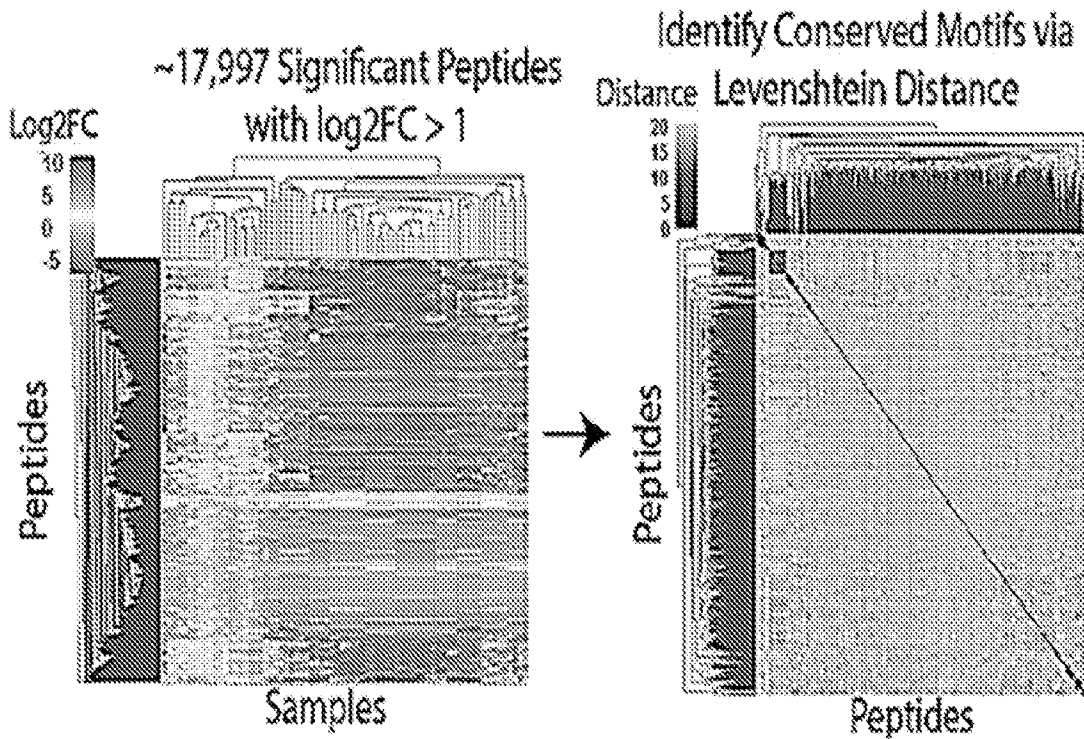 ~17,997 Significant Peptides
with log2FC > 1
Log2FC
10
5
0
-5
Peptides
Samples
Identify Conserved Motifs via
Levenshtein Distance
Distance
20
15
10
5
0
Peptides
Peptides